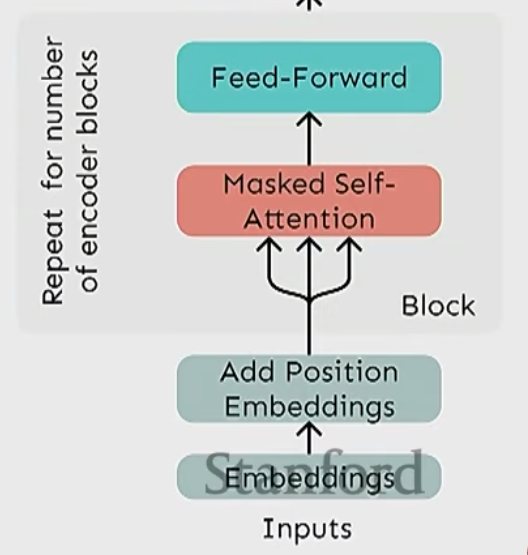 Repeat for number
of encoder blocks
Feed-Forward
Masked Self-
Attention
Block
Add Position
Embeddings
Stanford
Embeddings
Inputs